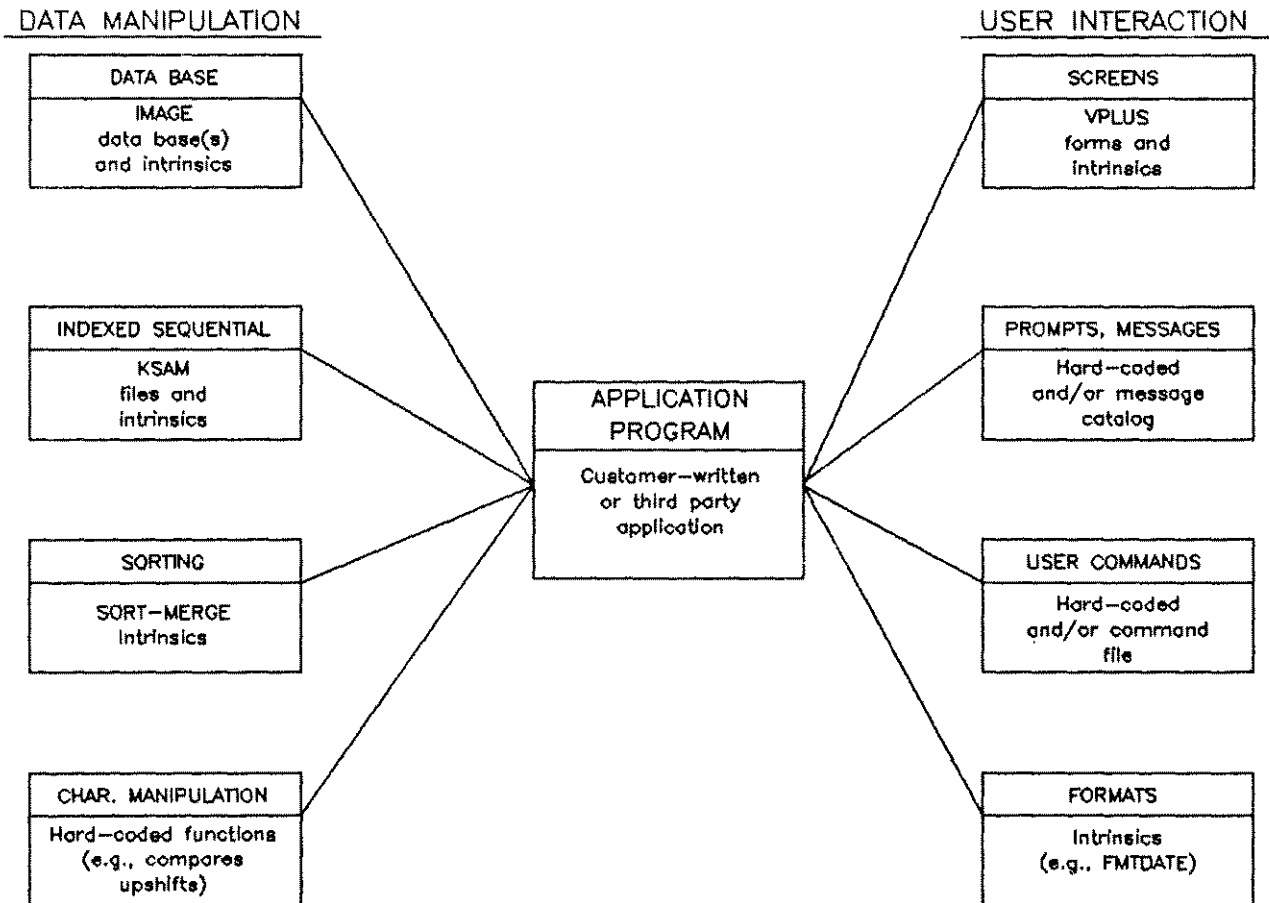 DATA MANIPULATION
DATA BASE
IMAGE
data base(s)
and intrinsics
INDEXED SEQUENTIAL
KSAM
files and
intrinsics
SORTING
SORT-MERGE
Intrinsics
CHAR. MANIPULATION
Hard-coded functions
(e.g., compares
upshifts)
APPLICATION
PROGRAM
Customer-written
or third party
application
USER INTERACTION
SCREENS
VPLUS
forms and
intrinsics
PROMPTS, MESSAGES
Hard-coded
and/or message
catalog
USER COMMANDS
Hard-coded
and/or command
file
FORMATS
Intrinsics
(e.g., FMTDATE)